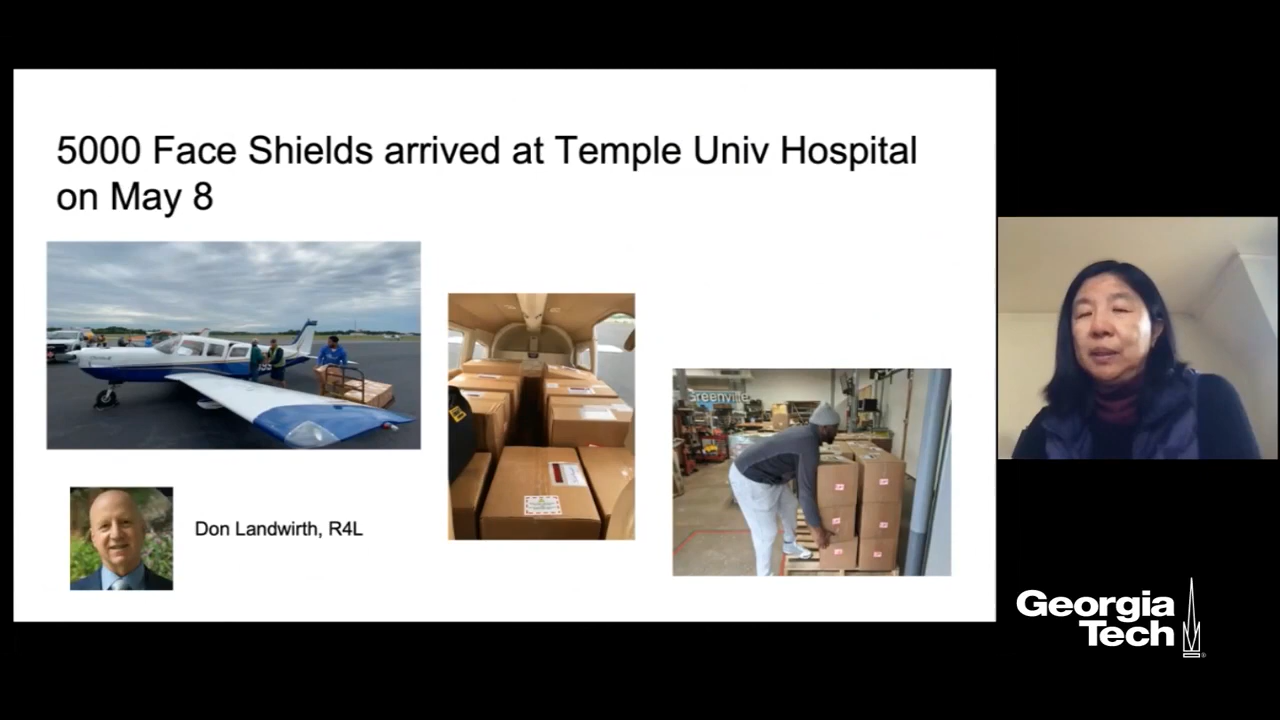 5000 Face Shields arrived at Temple Univ Hospital
on May 8
Greenville
Don Landwirth, R4L
Georgia
Tech